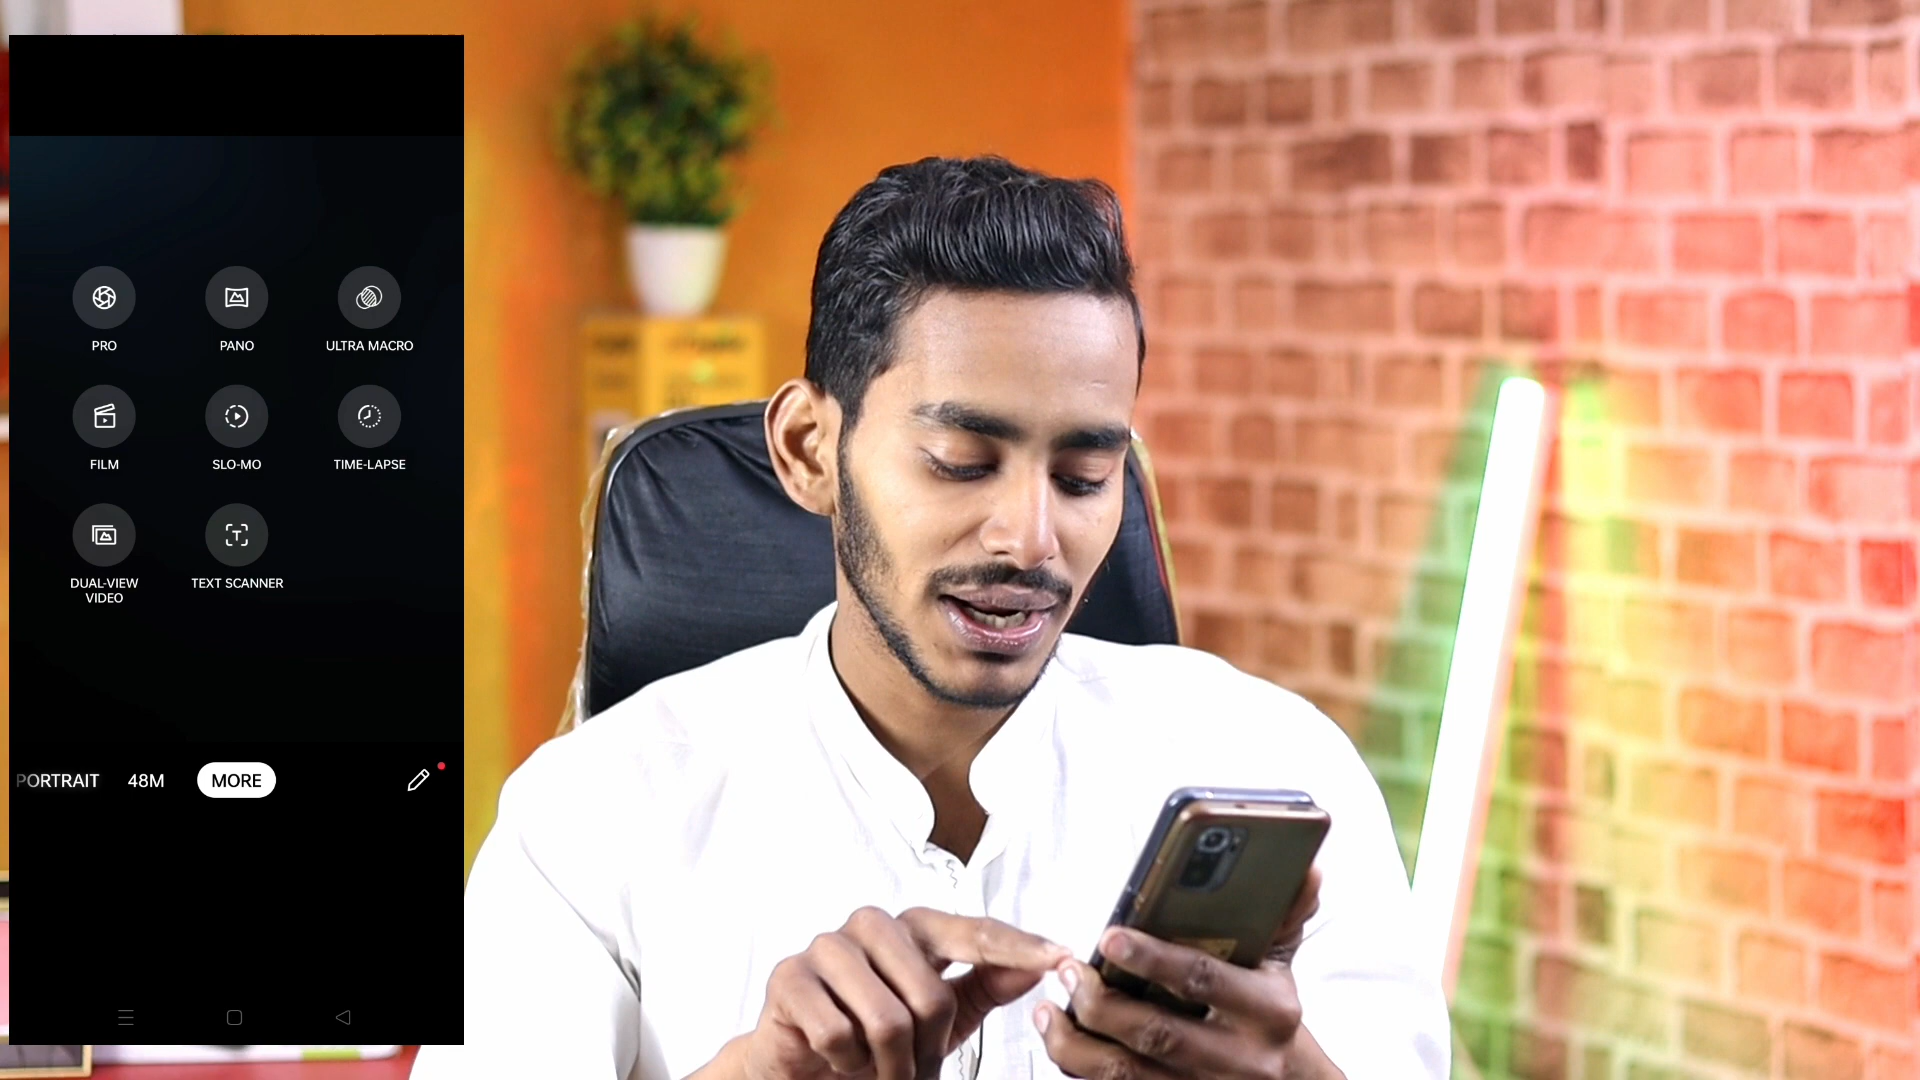 PRO
PANO
ULTRA MACRO
FILM
SLO-MO
TIME-LAPSE
DUAL-VIEW
VIDEO
TEXT SCANNER
PORTRAIT
48M
MORE